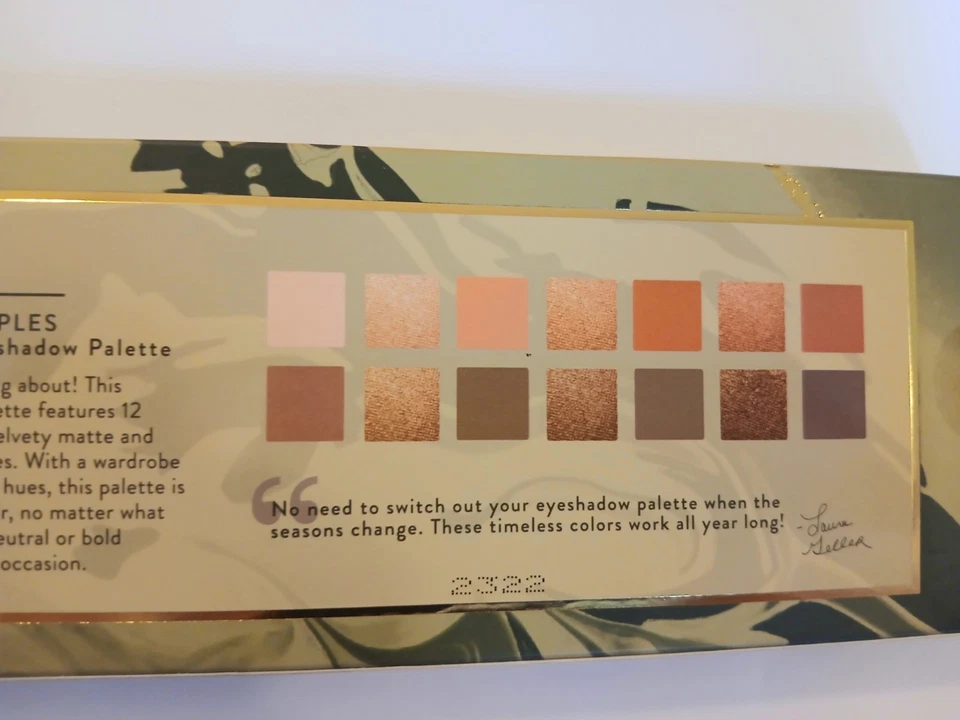 PLES
shadow Palette
g about! This
ette features 12
elvety matte and
es. With a wardrobe
hues, this palette is
r, no matter what
eutral or bold
occasion.
“No need to switch out your eyeshadow palette when the
seasons change. These timeless colors work all year long!
-Laura
Geller
2322